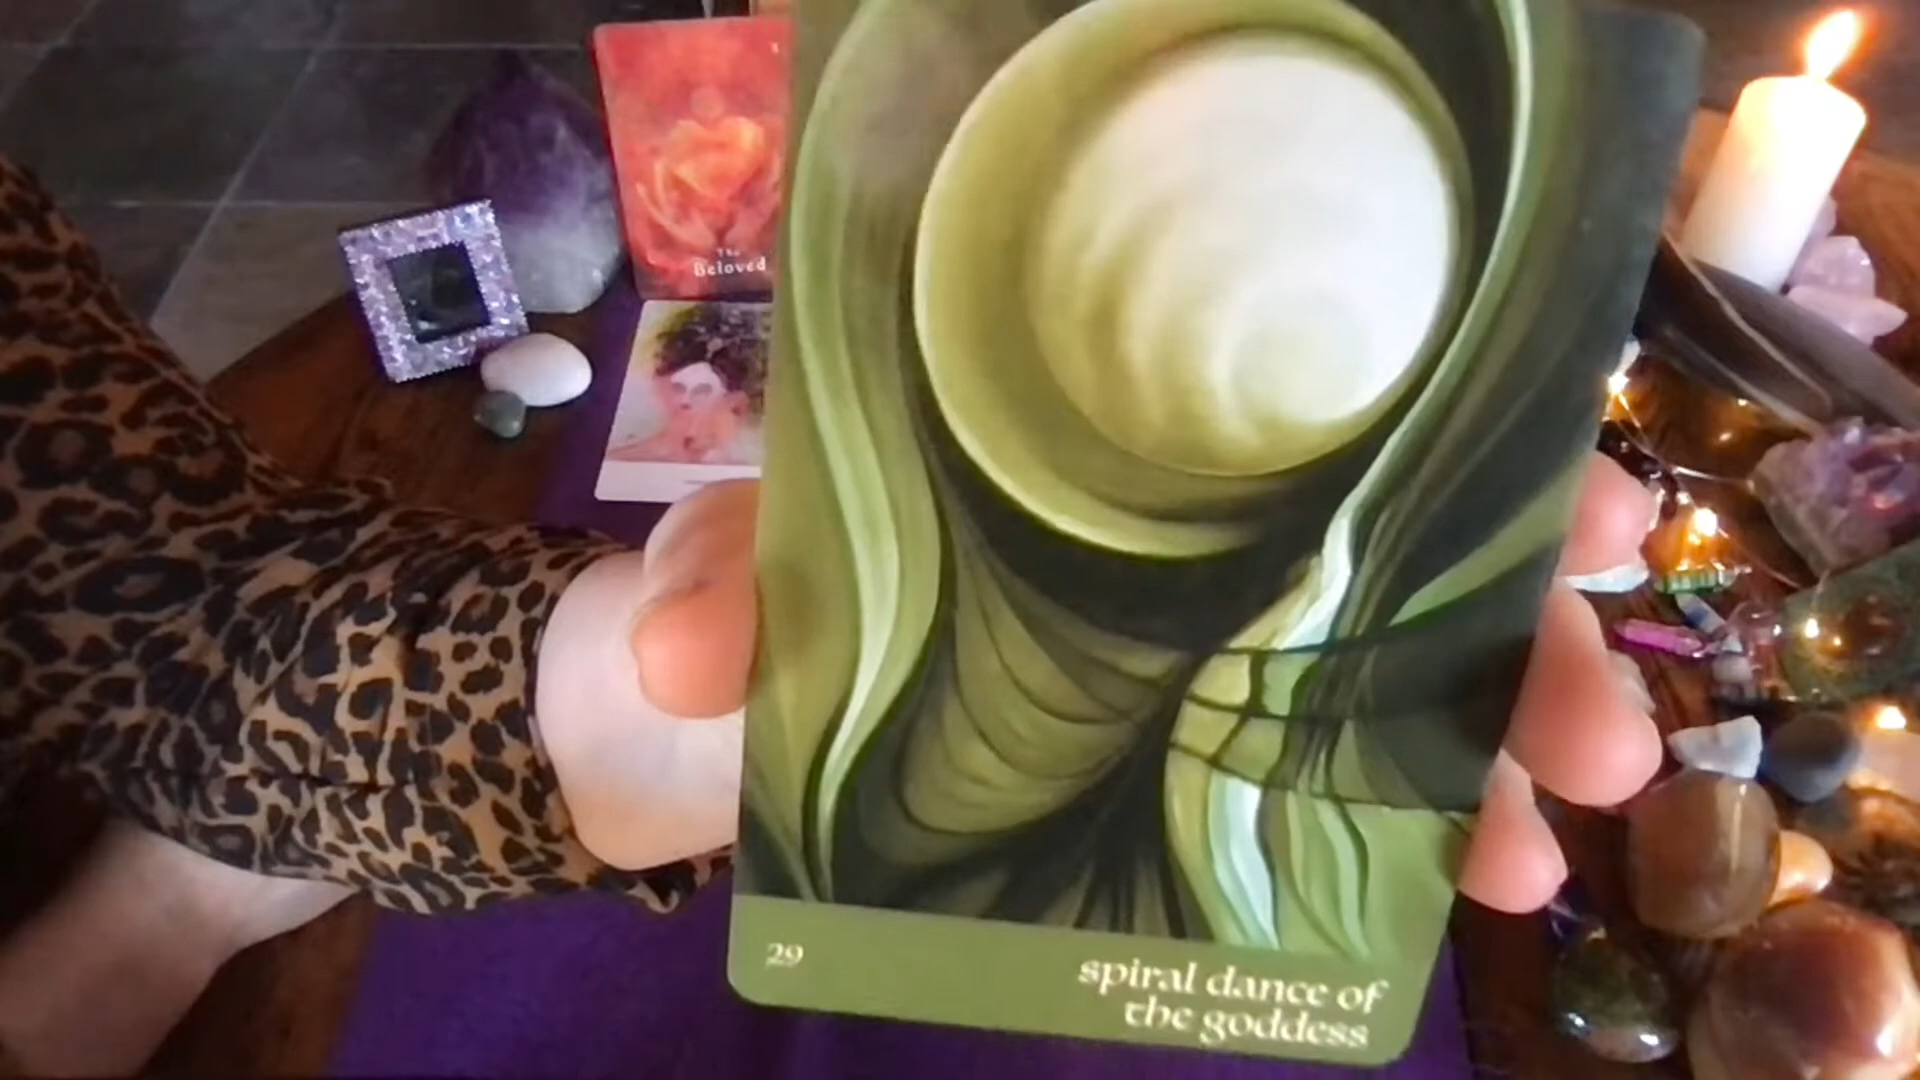 The
Beloved
29
spiral dance of
the goddess